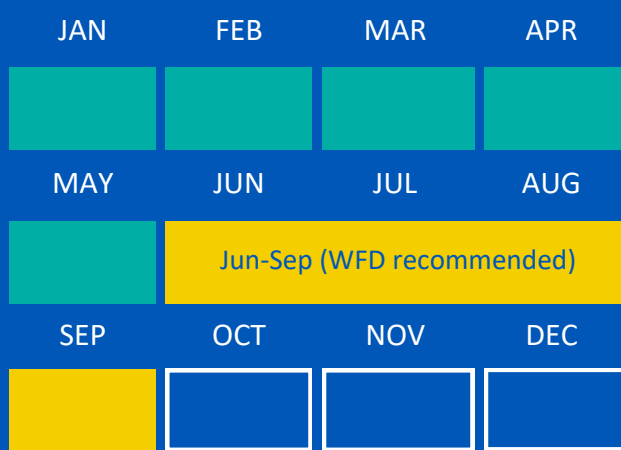 JAN FEB MAR APR
MAY JUN JUL AUG
Jun-Sep (WFD recommended)
SEP OCT NOV DEC